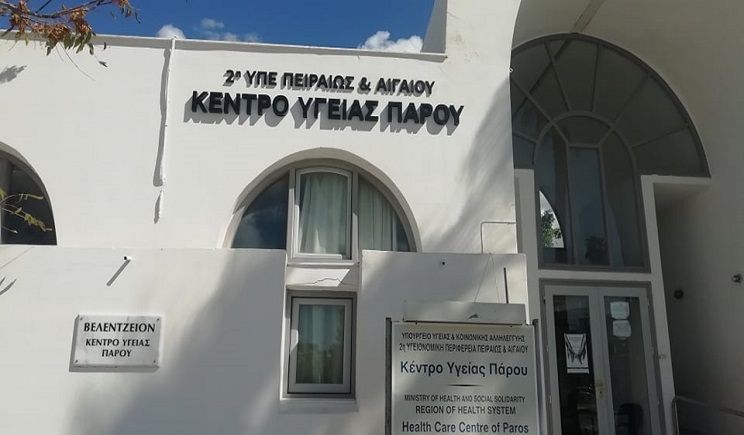 2η ΥΠΕ ΠΕΙΡΑΙΩΣ & ΑΙΓΑΙΟΥ
ΚΕΝΤΡΟ ΥΓΕΙΑΣ ΠΑΡΟΥ
ΒΕΛΕΝΤΖΕΙΟΝ
ΚΕΝΤΡΟ ΥΓΕΙΑΣ
ΠΑΡΟΥ
ΥΠΟΥΡΓΕΙΟ ΥΓΕΙΑΣ & ΚΟΙΝΩΝΙΚΗΣ ΑΛΛΗΛΕΓΓΥΗΣ
2η ΥΓΕΙΟΝΟΜΙΚΗ ΠΕΡΙΦΕΡΕΙΑ ΠΕΙΡΑΙΩΣ & ΑΙΓΑΙΟΥ
Κέντρο Υγείας Πάρου
MINISTRY OF HEALTH AND SOCIAL SOLIDARITY
REGION OF HEALTH SYSTEM
Health Care Centre of Paros